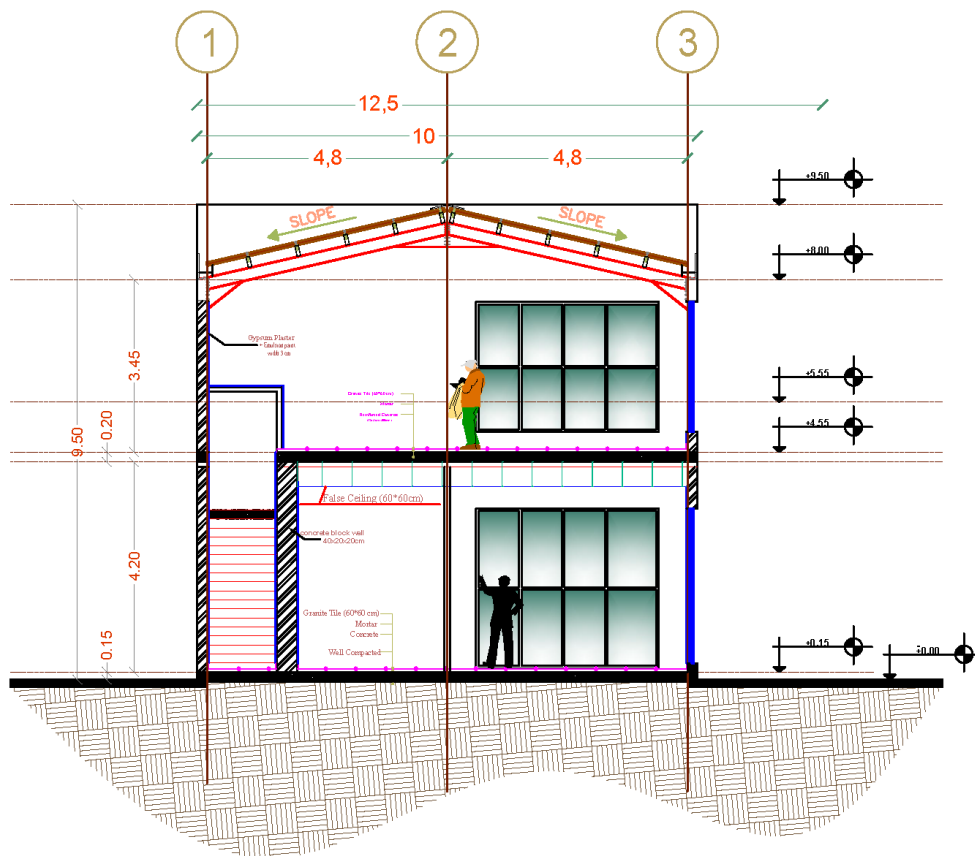 1
2
3
12,5
10
4,8
4,8
+9.50
SLOPE
SLOPE
+8.00
Gypsum Plaster
3.45
+5.55
0.20
9.50
+4.55
False Ceiling (60*60cm)
concrete block wall
40x20x20cm
4.20
Granite Tile (60*60 cm)
Mortar
Concrete
Well Compacted
0.15
+0.15
+0.00